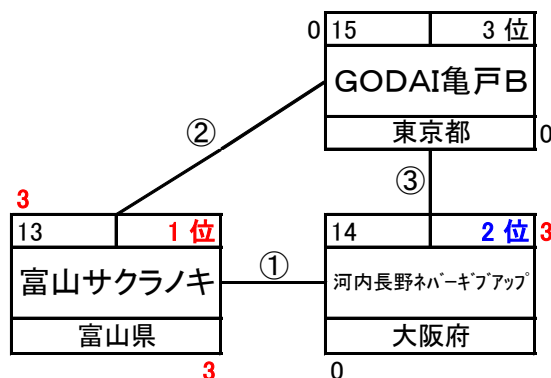 0 15 3 位
GODAI亀戸B
東京都 0
②
③
3
13 1 位
14 2 位 3
富山サクラノキ
①
河内長野ネバーギブアップ
富山県
大阪府
3
0